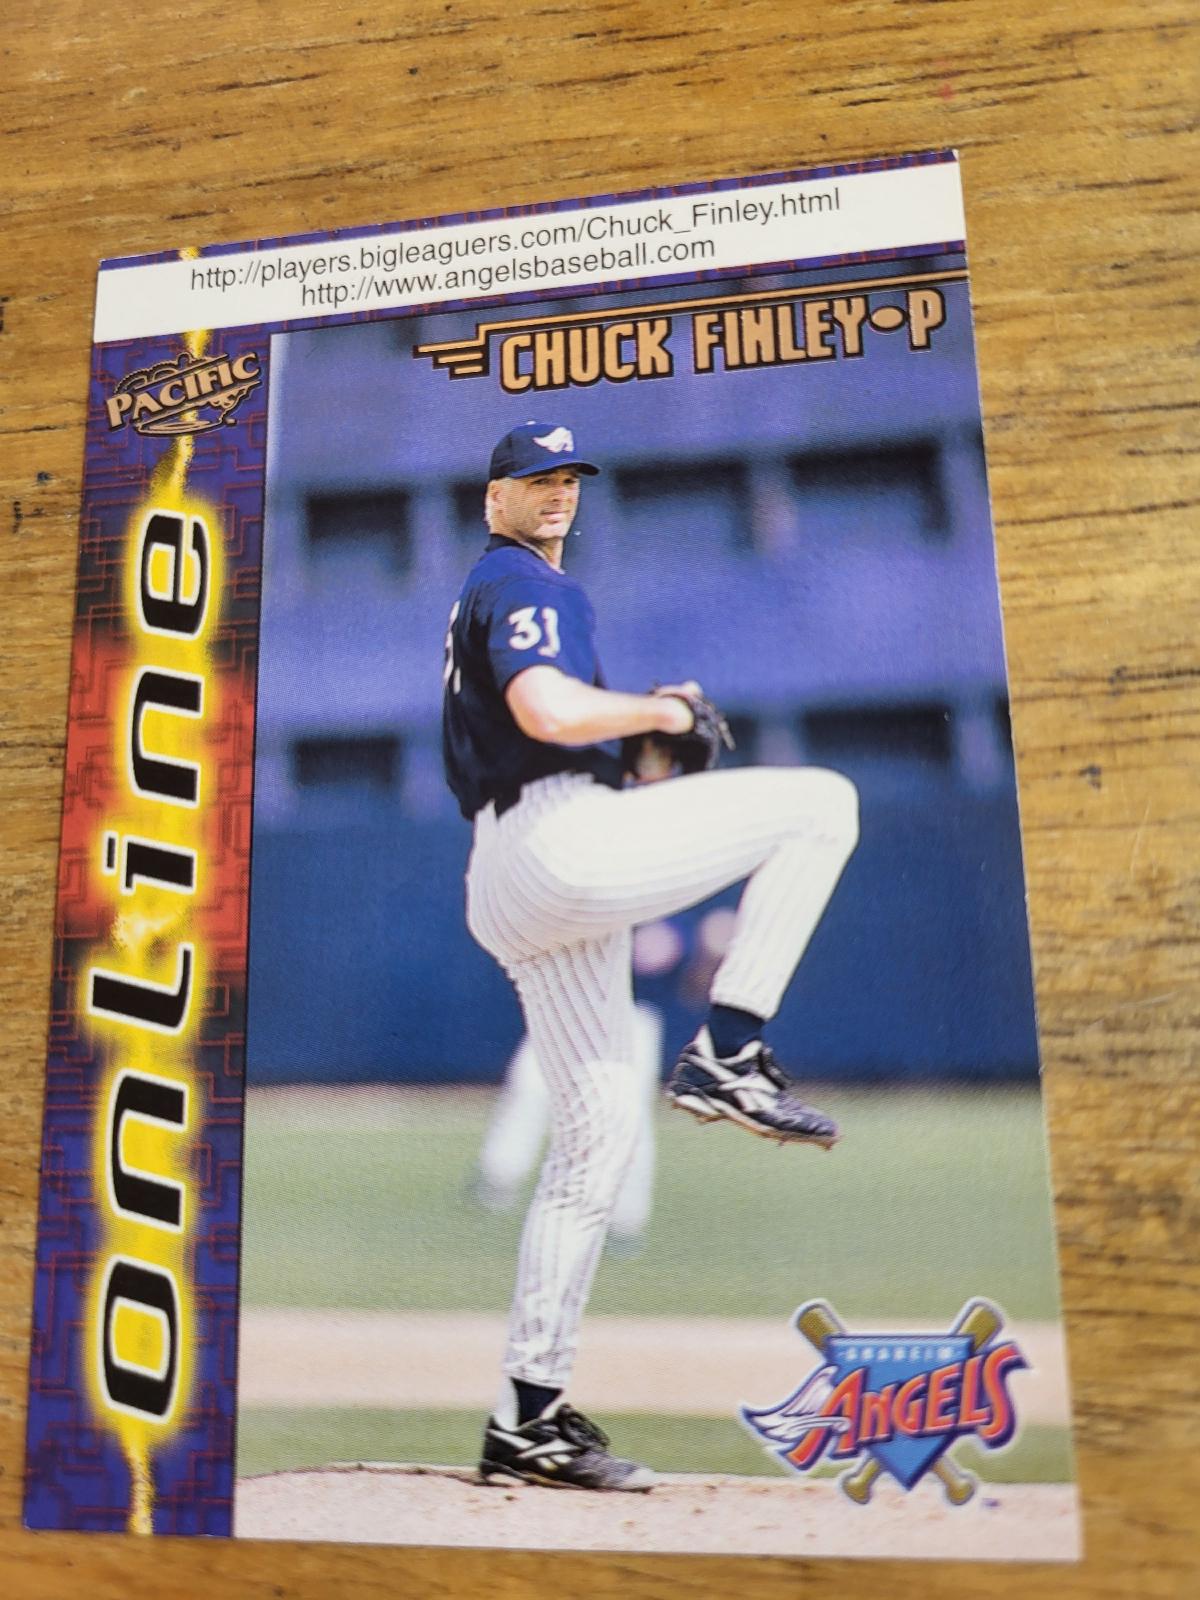 http://players.bigleaguers.com/Chuck_Finley.html
http://www.angelsbaseball.com
CHUCK FINLEY•P
PACIFIC
online
31
ANAHEIM
ANGELS